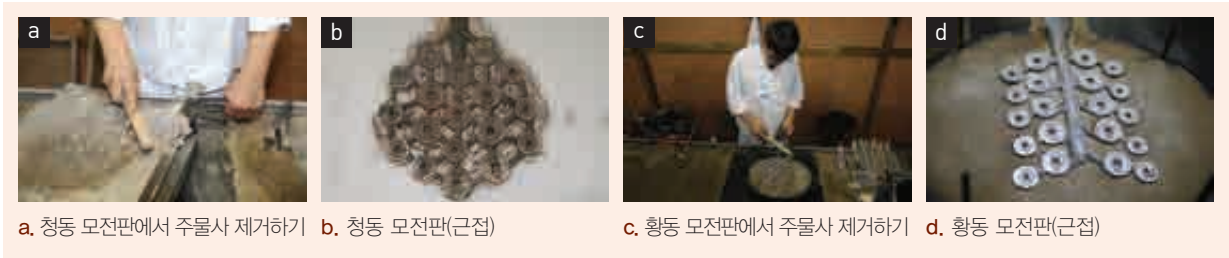 a
b
c
d
a. 청동 모전판에서 주물사 제거하기
b. 청동 모전판(근접)
c. 황동 모전판에서 주물사 제거하기
d. 황동 모전판(근접)